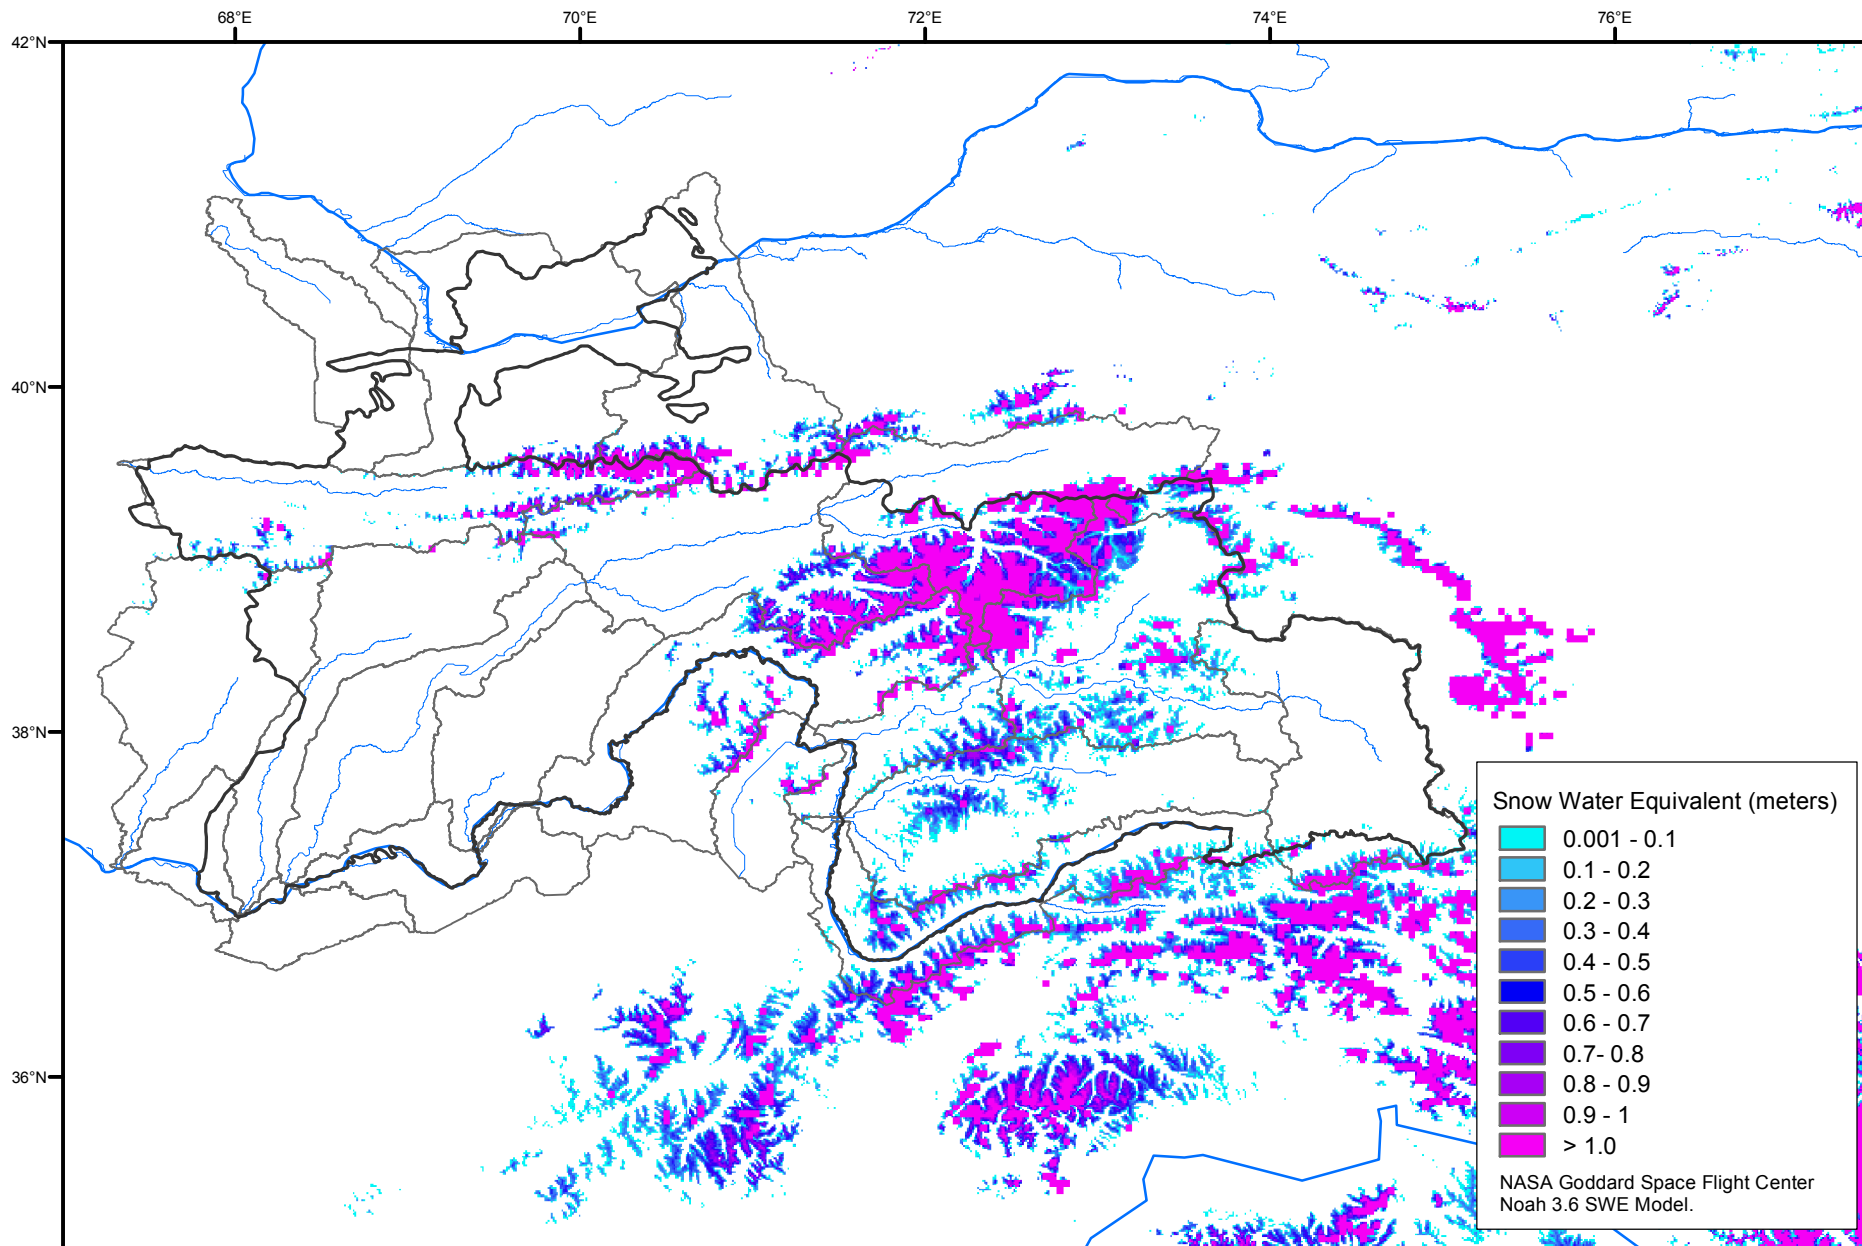 68°E 70°E 72°E 74°E 76°E
42°N
40°N
38°N
36°N
Snow Water Equivalent (meters)
0.001 - 0.1
0.1 - 0.2
0.2 - 0.3
0.3 - 0.4
0.4 - 0.5
0.5 - 0.6
0.6 - 0.7
0.7- 0.8
0.8 - 0.9
0.9 - 1
> 1.0
NASA Goddard Space Flight Center
Noah 3.6 SWE Model.